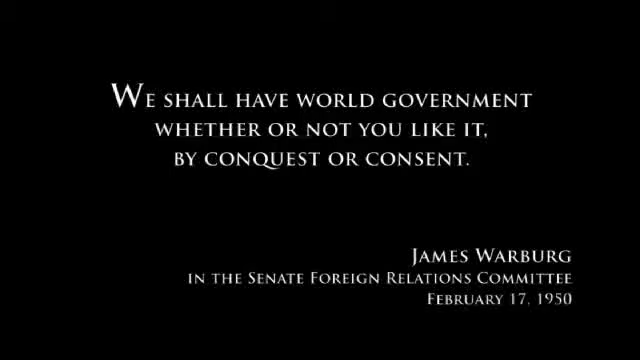 We shall have world government
whether or not you like it,
by conquest or consent.
James Warburg
in the Senate Foreign Relations Committee
February 17, 1950